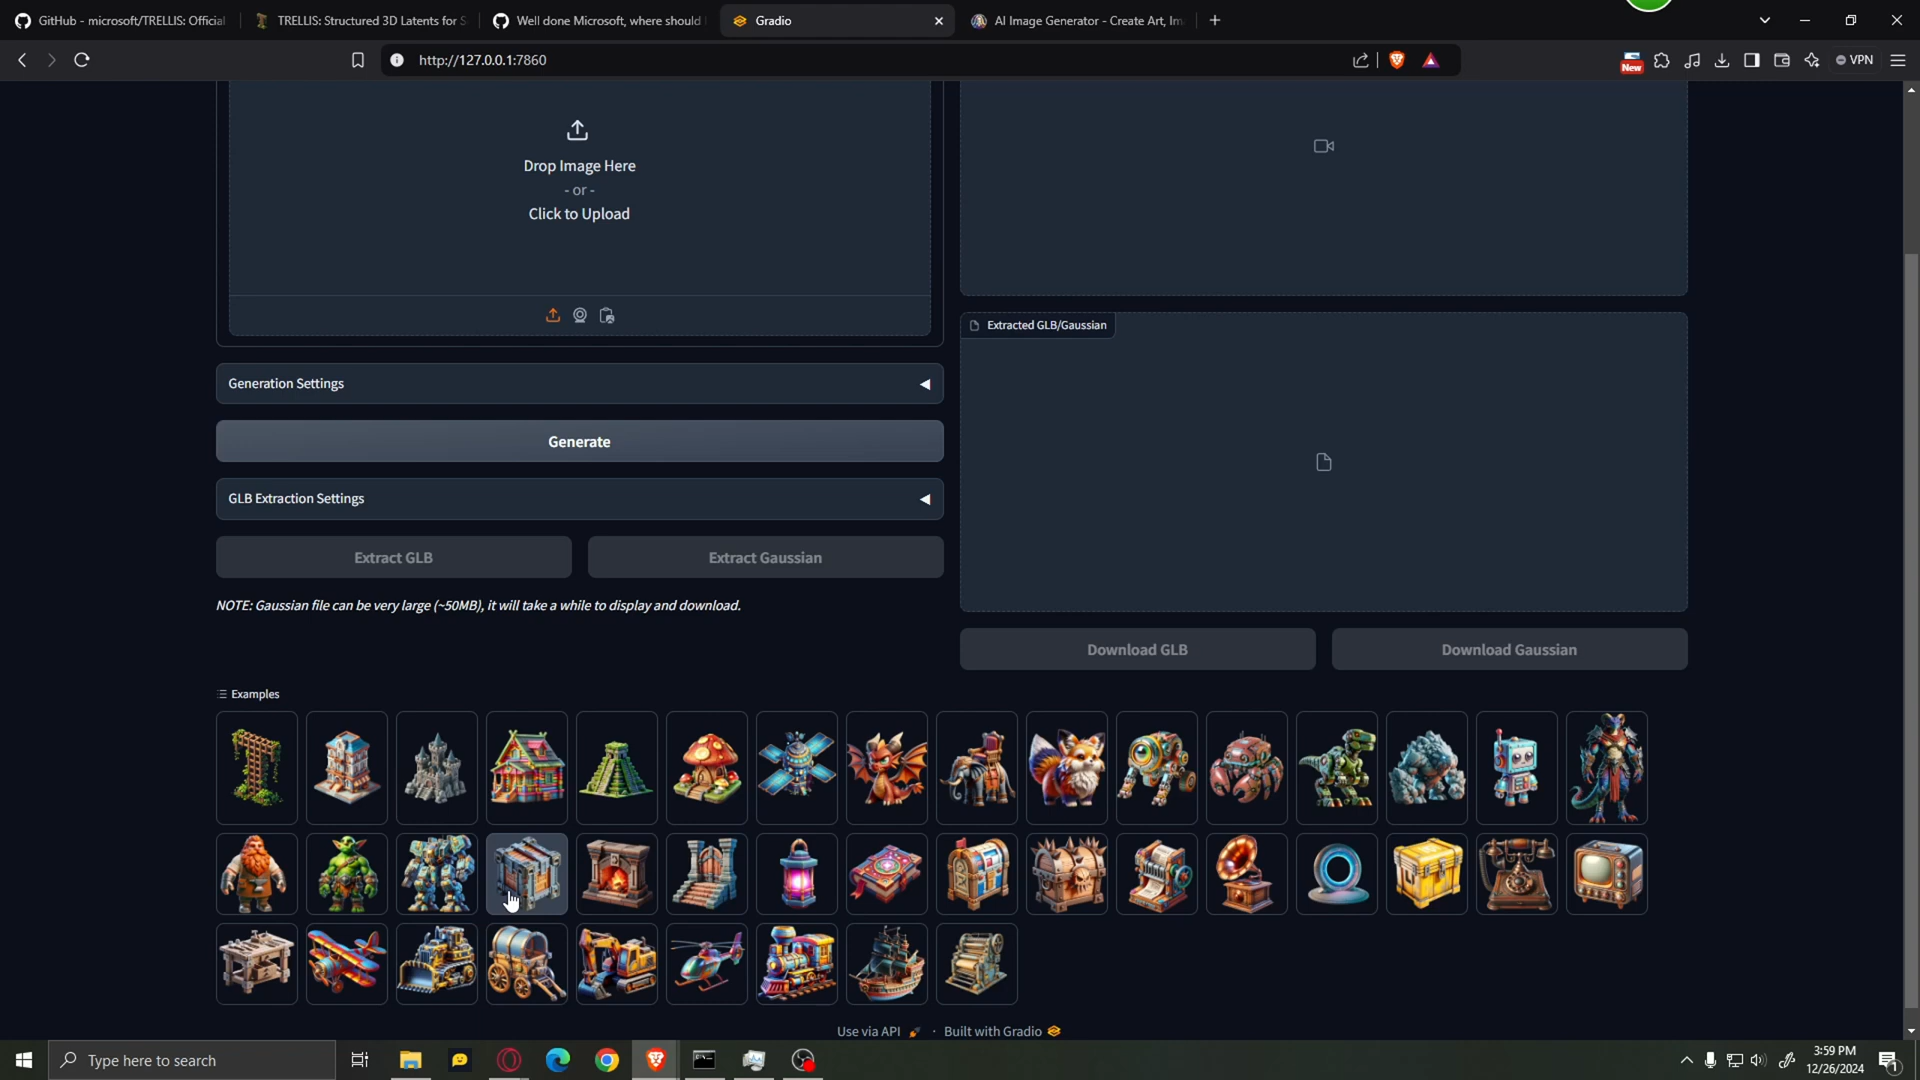 GitHub - microsoft/TRELLIS: Official
TRELLIS: Structured 3D Latents for S
Well done Microsoft, where should
Gradio
AI Image Generator - Create Art, Im
http://127.0.0.1:7860
New
VPN
Drop Image Here
- or -
Click to Upload
Extracted GLB/Gaussian
Generation Settings
Generate
GLB Extraction Settings
Extract GLB
Extract Gaussian
NOTE: Gaussian file can be very large (~50MB), it will take a while to display and download.
Download GLB
Download Gaussian
Examples
Use via API
·
Built with Gradio
Type here to search
3:59 PM
12/26/2024
1